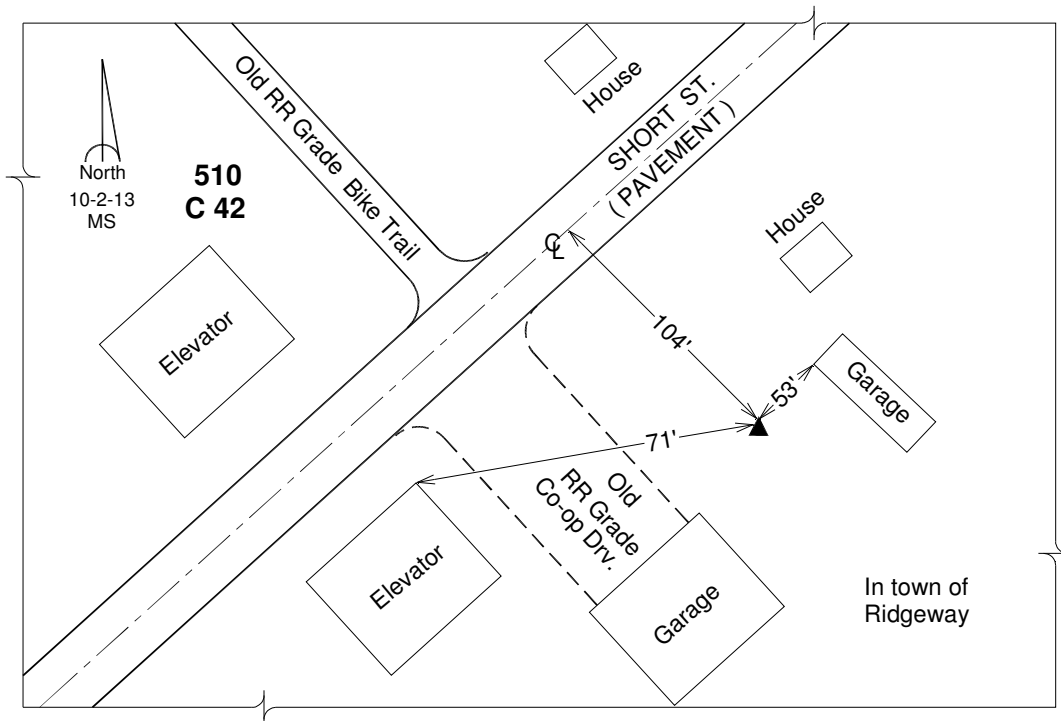 Old RR Grade Bike Trail
House
SHORT ST.
(PAVEMENT)
North
10-2-13
MS
510
C 42
House
℄
Elevator
104'
53'
Garage
71'
Old
RR Grade
Co-op Drv.
Elevator
Garage
In town of
Ridgeway